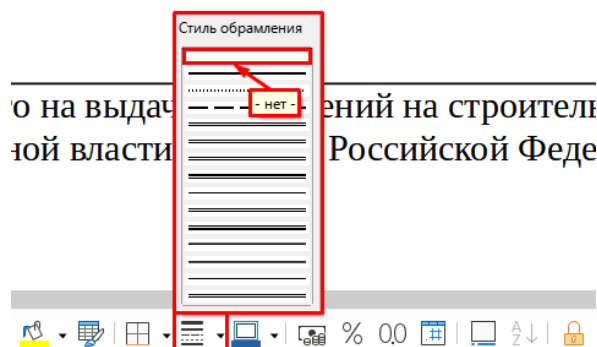 Стиль обрамления
- нет -
о на выдач ений на строитель
ной власти Российской Феде
% 0,0 #
A
Z